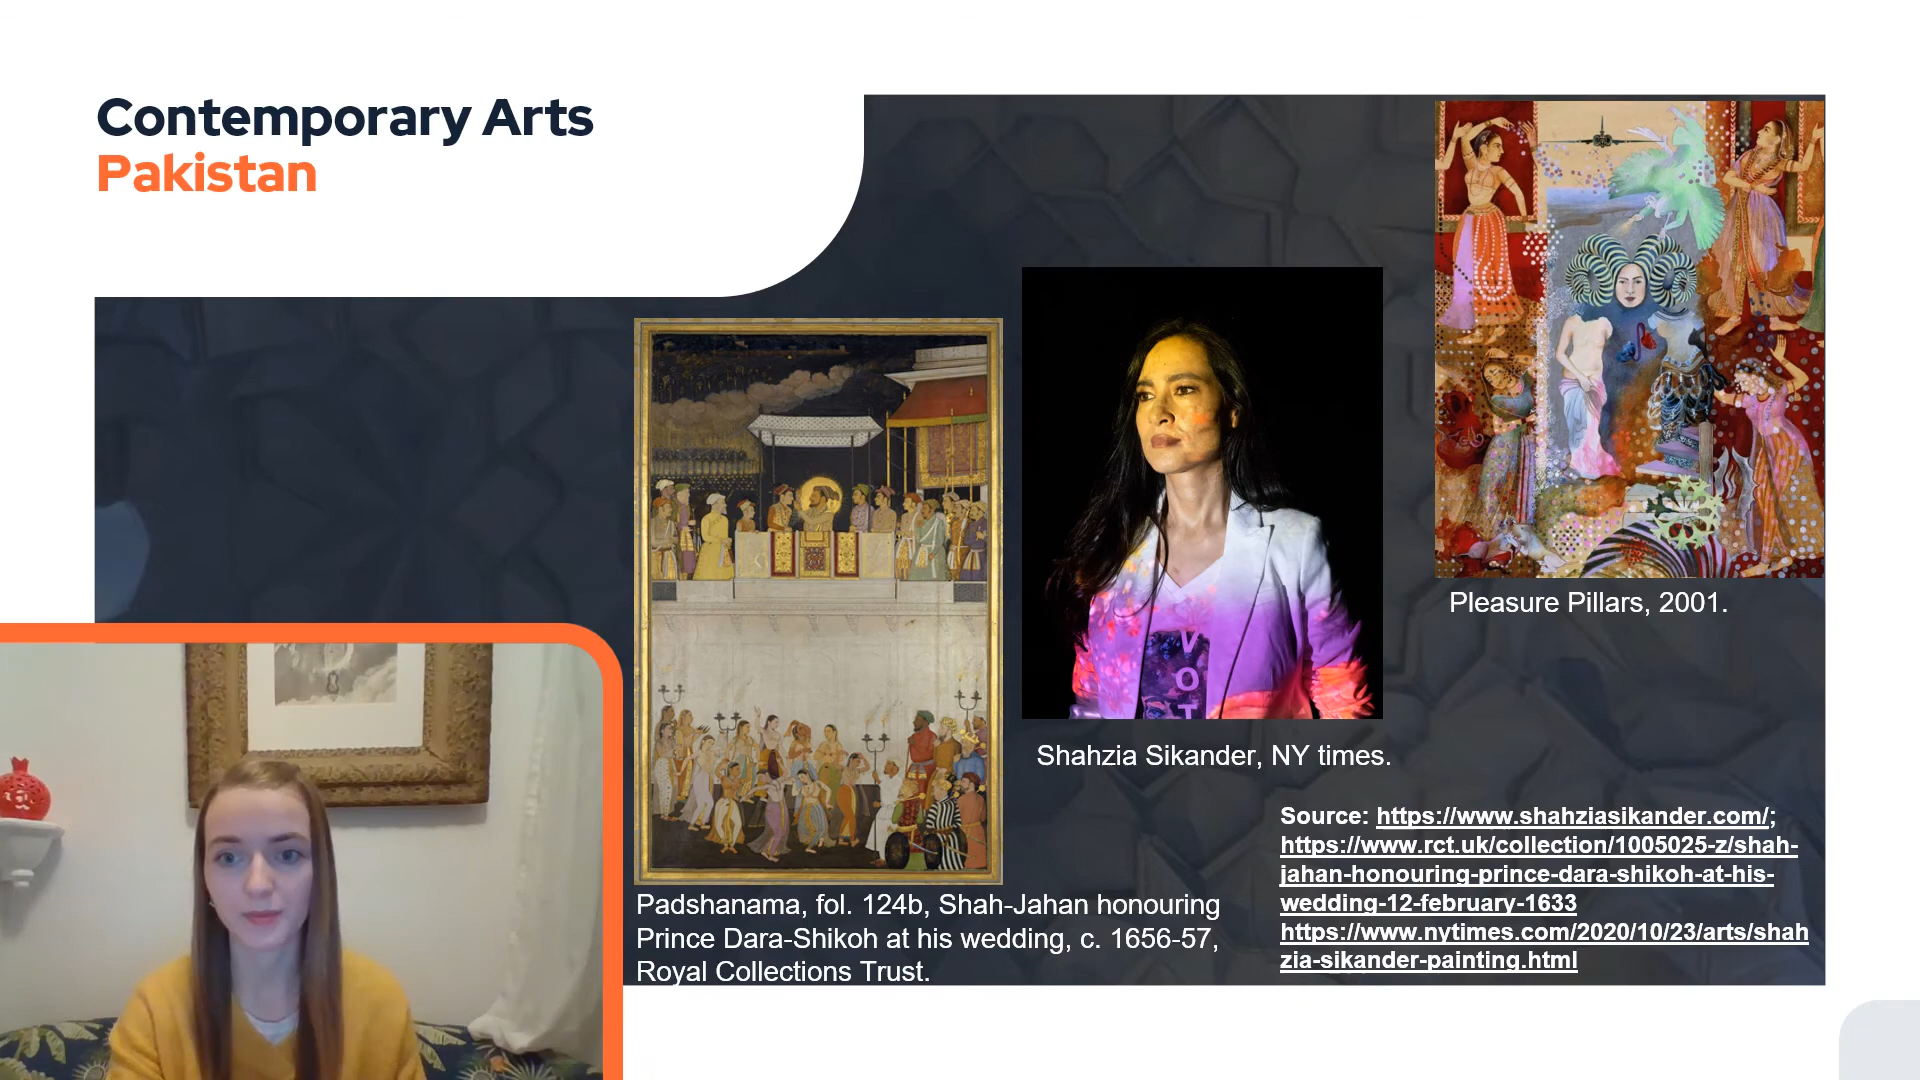 Contemporary Arts
Pakistan
V
O
T
Pleasure Pillars, 2001.
Shahzia Sikander, NY times.
Padshanama, fol. 124b, Shah-Jahan honouring
Prince Dara-Shikoh at his wedding, c. 1656-57,
Royal Collections Trust.
Source: https://www.shahziasikander.com/;
https://www.rct.uk/collection/1005025-z/shah-
jahan-honouring-prince-dara-shikoh-at-his-
wedding-12-february-1633
https://www.nytimes.com/2020/10/23/arts/shah
zia-sikander-painting.html